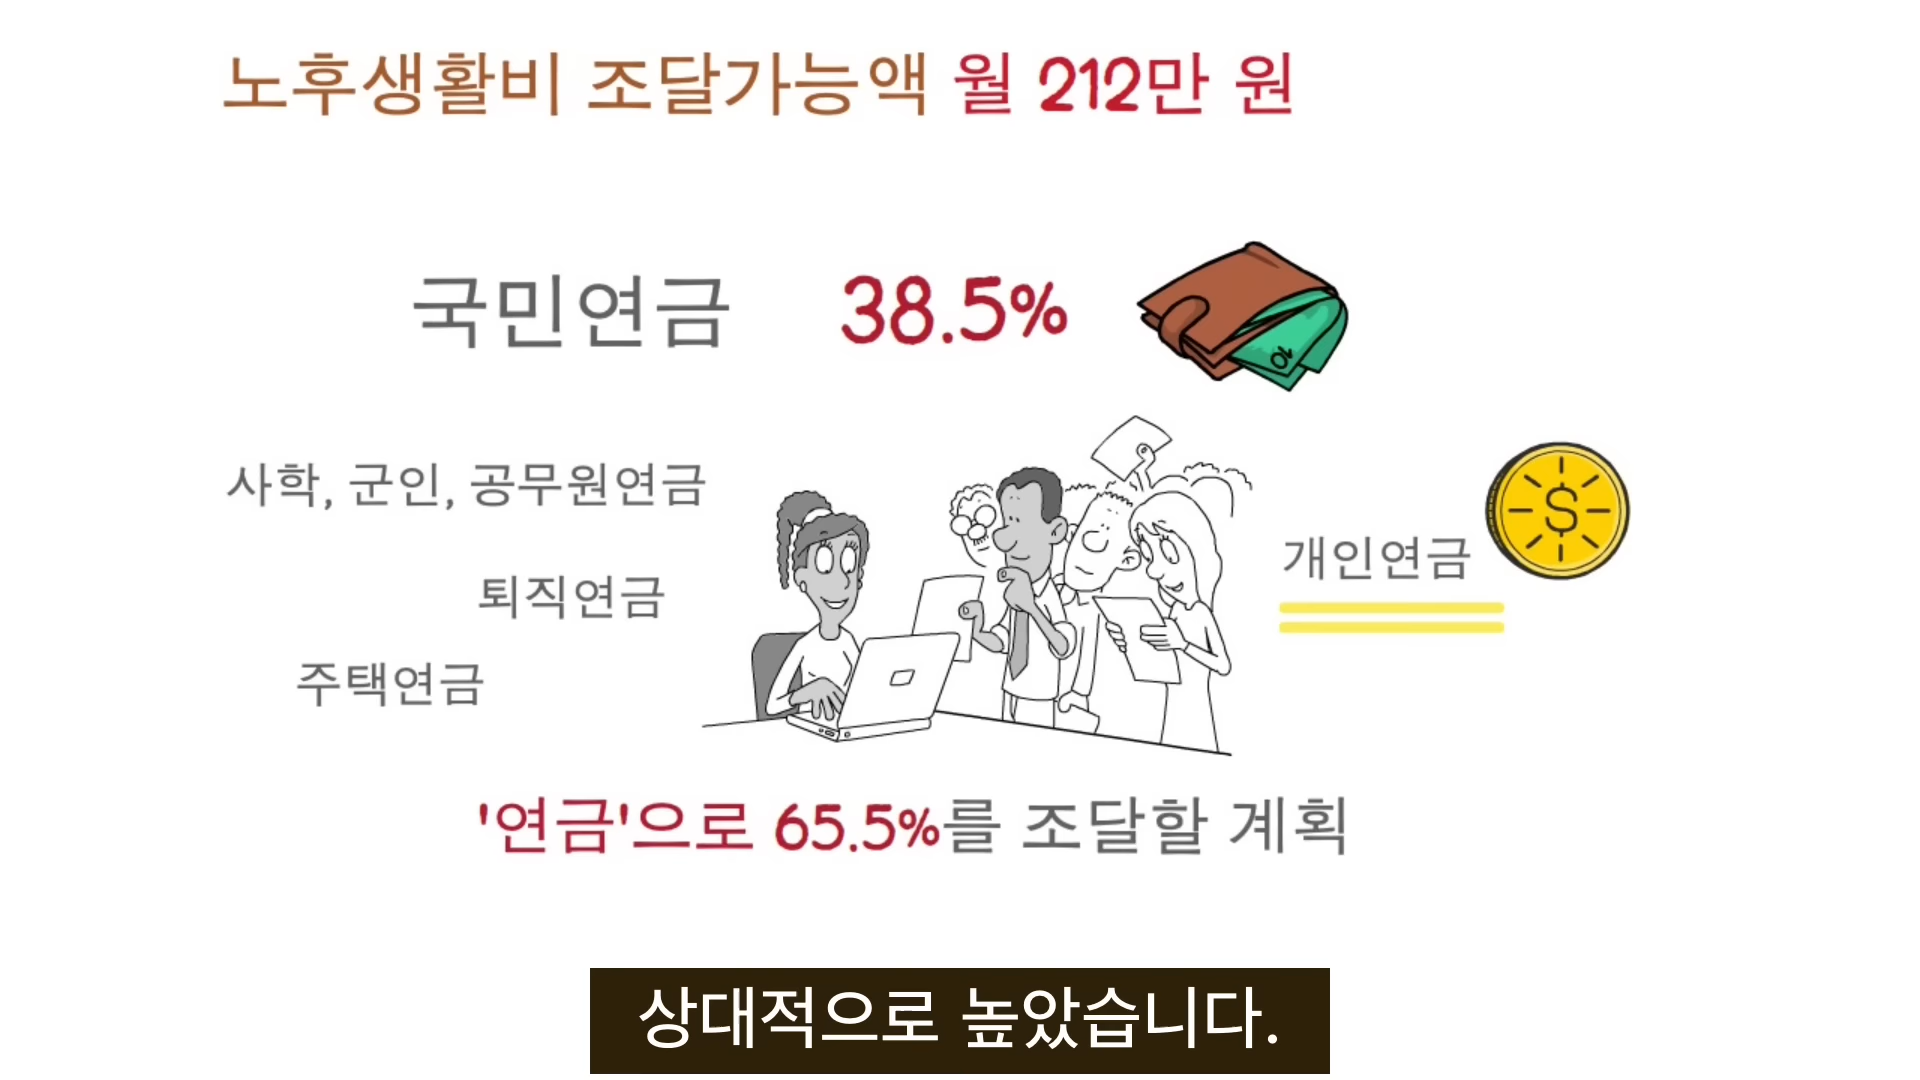 노후생활비 조달가능액 월 212만 원
국민연금 38.5%
10
사학, 군인, 공무원연금
퇴직연금
주택연금
개인연금
$
'연금'으로 65.5%를 조달할 계획
상대적으로 높았습니다.